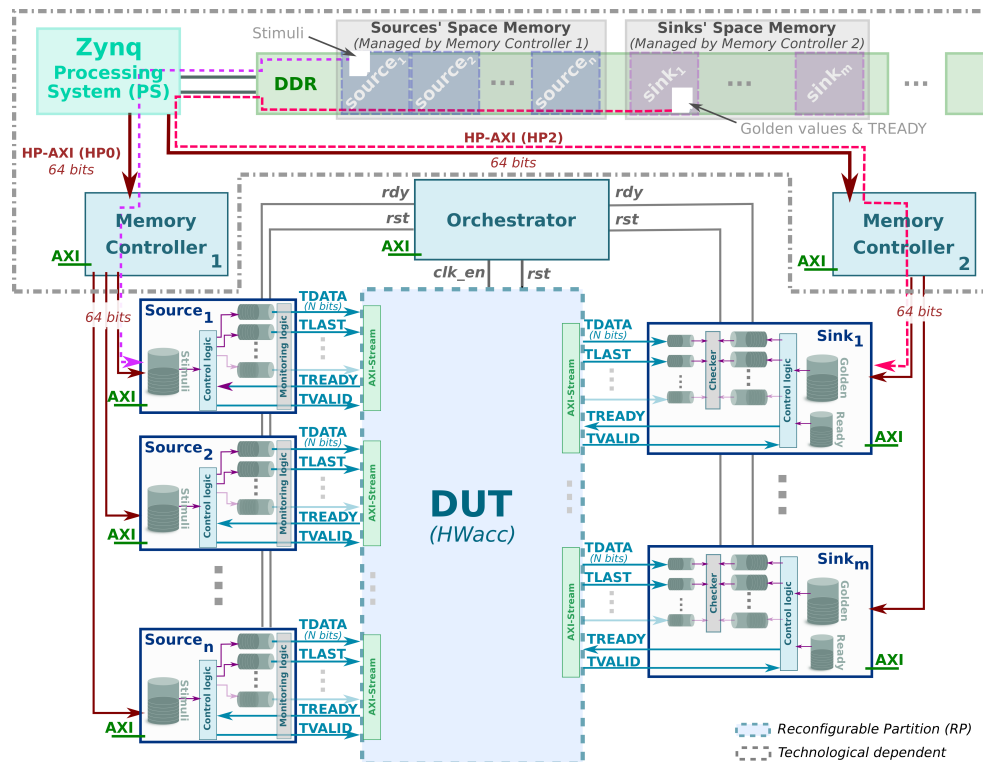 Zynq
Processing
System (PS)
Stimuli
Sources' Space Memory
(Managed by Memory Controller 1)
Sinks' Space Memory
(Managed by Memory Controller 2)
DDR
source1
source2
...
sourcen
sink1
...
sinkm
...
Golden values & TREADY
HP-AXI (HP0)
64 bits
HP-AXI (HP2)
64 bits
Memory
Controller
1
AXI
rdy
rst
Orchestrator
rdy
rst
AXI
clk_en
rst
Memory
Controller
2
AXI
64 bits
64 bits
Source1
Stimuli
Control logic
Monitoring logic
AXI
TDATA
(N bits)
TLAST
TREADY
TVALID
AXI-Stream
Source2
Stimuli
Control logic
Monitoring logic
AXI
TDATA
(N bits)
TLAST
TREADY
TVALID
AXI-Stream
Sourcen
Stimuli
Control logic
Monitoring logic
AXI
TDATA
(N bits)
TLAST
TREADY
TVALID
AXI-Stream
DUT
(HWacc)
AXI-Stream
TDATA
(N bits)
TLAST
TREADY
TVALID
Sink1
Checker
Control logic
Golden
Ready
AXI
AXI-Stream
TDATA
(N bits)
TLAST
TREADY
TVALID
Sinkm
Checker
Control logic
Golden
Ready
AXI
Reconfigurable Partition (RP)
Technological dependent